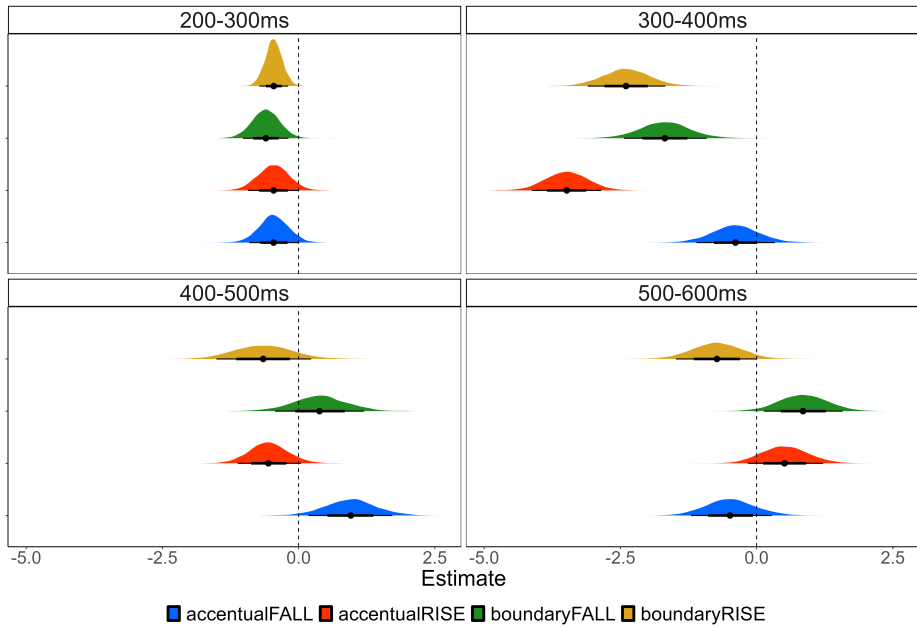 200-300ms 300-400ms
400-500ms 500-600ms
-5.0 -2.5 0.0 2.5 -5.0 -2.5 0.0 2.5
Estimate
accentualFALL accentualRISE boundaryFALL boundaryRISE